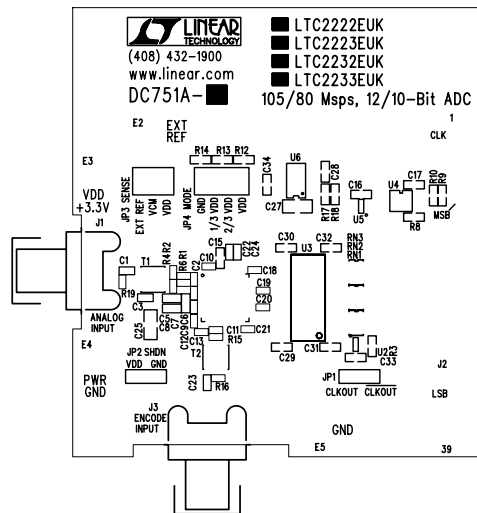 LINEAR
TECHNOLOGY
(408) 432-1900
www.linear.com
DC751A-
LTC2222EUK
LTC2223EUK
LTC2232EUK
LTC2233EUK
105/80 Msps, 12/10-Bit ADC
E2
EXT
REF
1
CLK
E3
R14 R13 R12
C34
U6
C28
C27
R17
R18
C16
U5
U4
C17
R10
R9
R8
MSB
VDD
+3.3V
JP3 SENSE
EXT REF
VCM
VDD
JP4 MODE
GND
1/3 VDD
2/3 VDD
VDD
J1
ANALOG
INPUT
C1
R19
T1
C3
C25
R4
R2
R6
R1
C2
C10
C15
C22
C24
C18
C19
C20
C21
C5
C8
C7
C12
C9
C6
C13
C11
R15
T2
C23
R16
C30
U3
C32
C29
C31
RN3
RN2
RN1
U2
R3
C33
E4
JP2 SHDN
VDD GND
PWR
GND
JP1
CLKOUT CLKOUT
J2
LSB
J3
ENCODE
INPUT
GND
E5
39